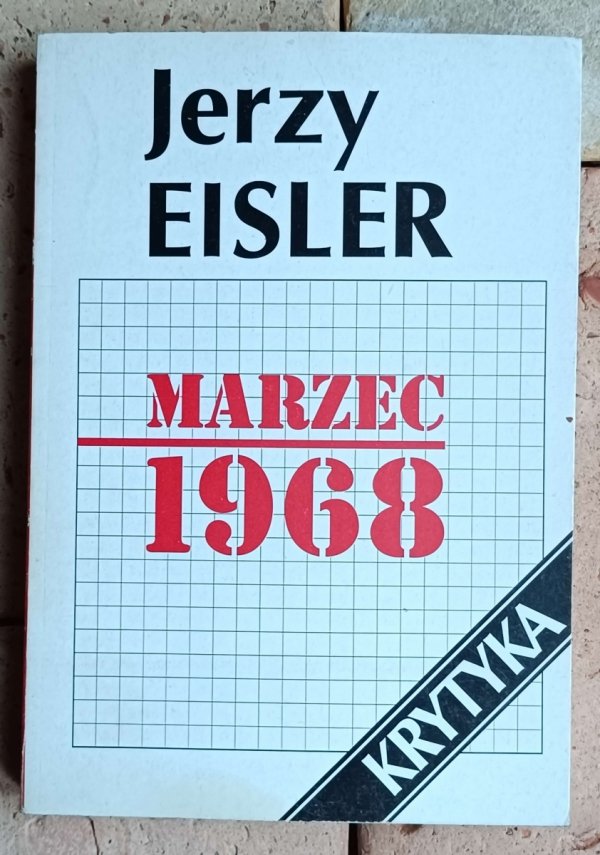 Jerzy
EISLER
MARZEC
1968
KRYTYKA